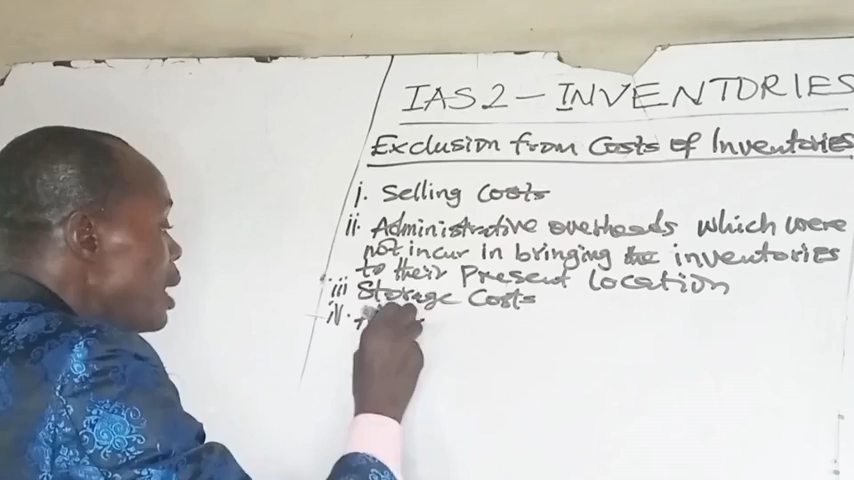 IAS 2 - INVENTORIES
Exclusion from Costs of Inventories
i. Selling Costs
ii. Administrative overheads which were
not incur in bringing the inventories
to their Present location
iii Storage Costs
iv.